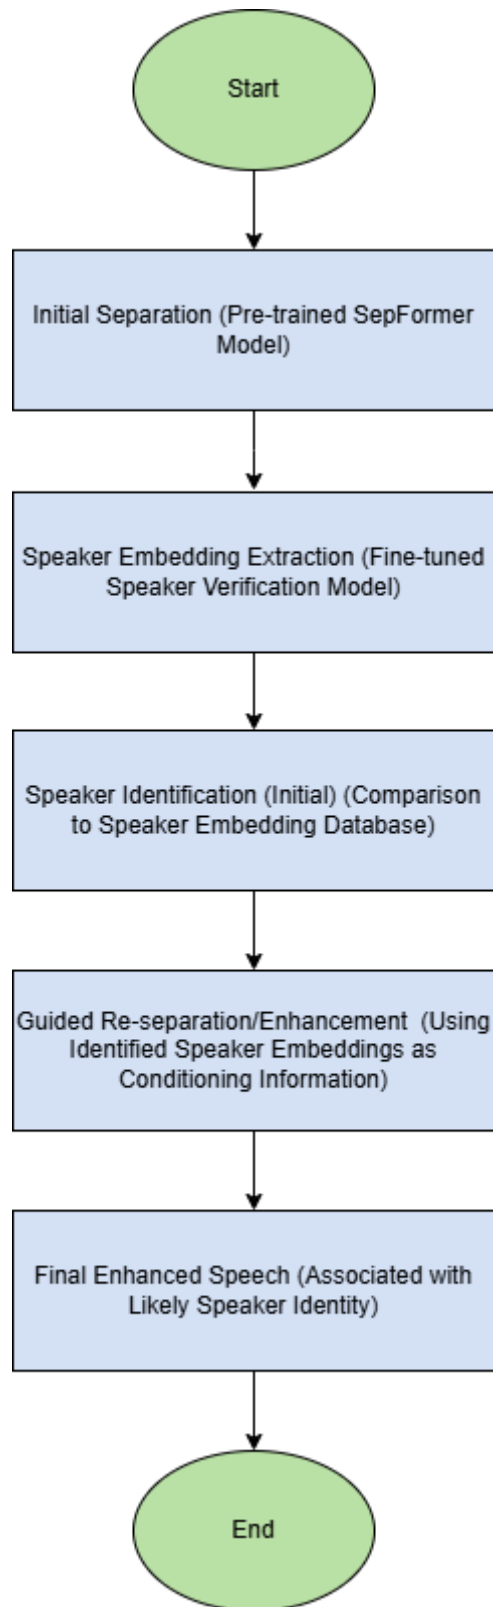 Start
Initial Separation (Pre-trained SepFormer
Model)
Speaker Embedding Extraction (Fine-tuned
Speaker Verification Model)
Speaker Identification (Initial) (Comparison
to Speaker Embedding Database)
Guided Re-separation/Enhancement  (Using
Identified Speaker Embeddings as
Conditioning Information)
Final Enhanced Speech (Associated with
Likely Speaker Identity)
End